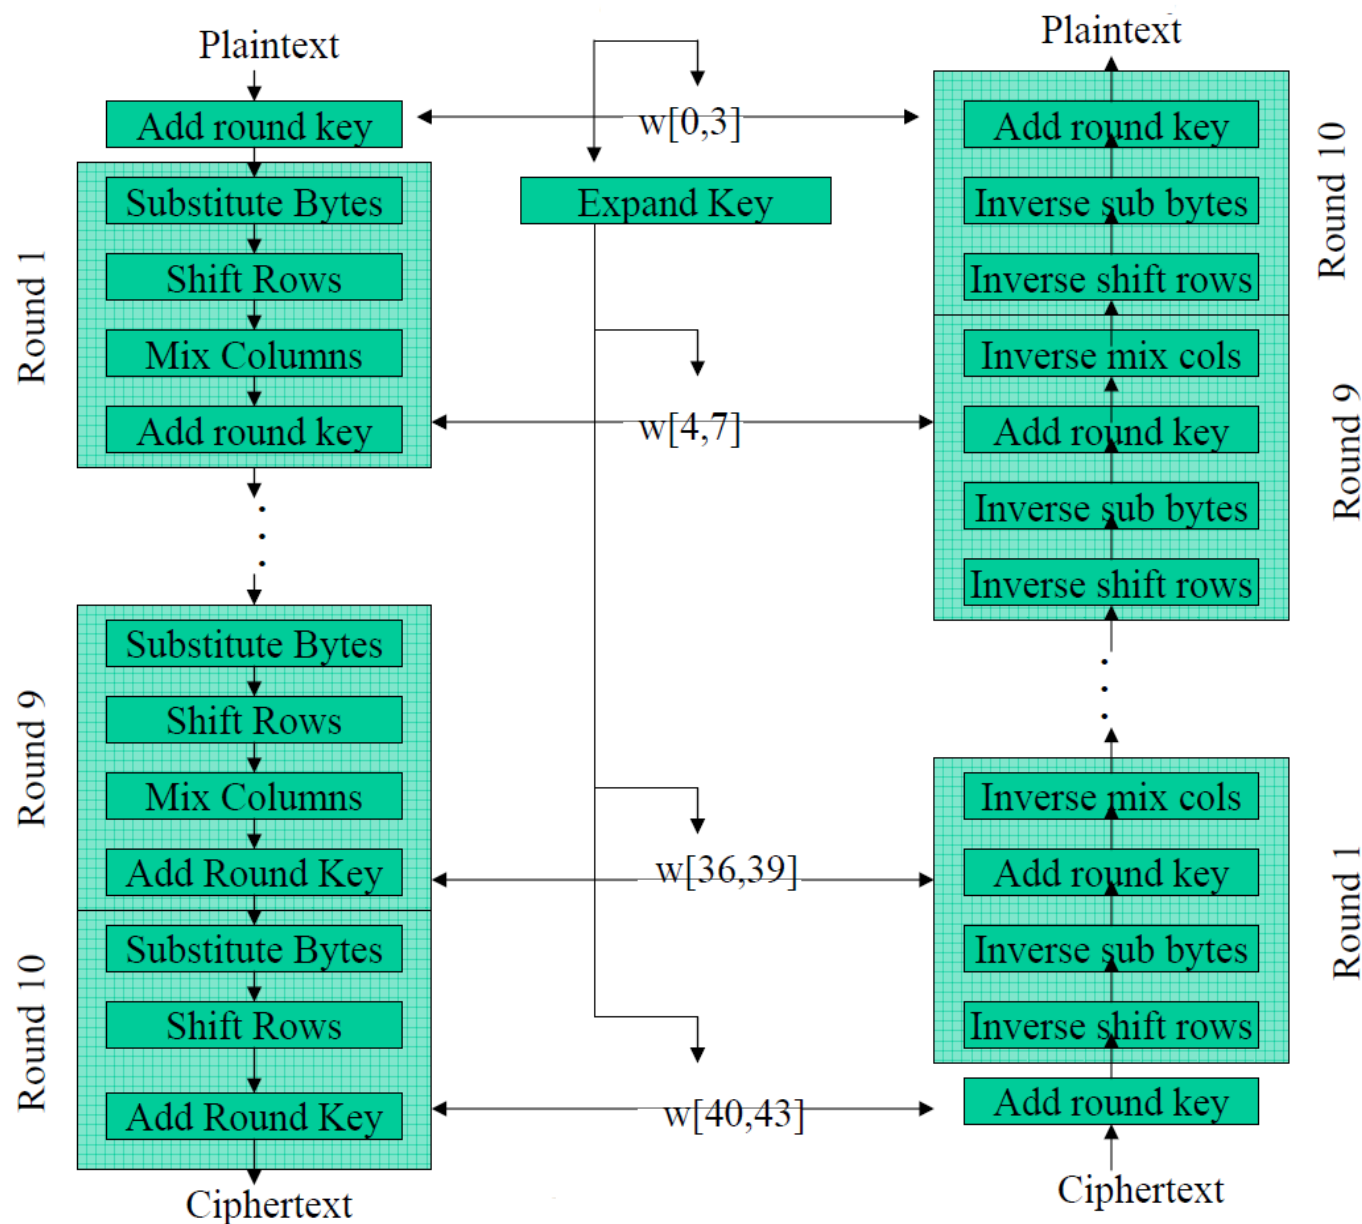 Plaintext
Add round key
Round 1
Substitute Bytes
Shift Rows
Mix Columns
Add round key
.
.
.
Round 9
Substitute Bytes
Shift Rows
Mix Columns
Add Round Key
Round 10
Substitute Bytes
Shift Rows
Add Round Key
Ciphertext
w[0,3]
Expand Key
w[4,7]
w[36,39]
w[40,43]
Plaintext
Add round key
Inverse sub bytes
Inverse shift rows
Round 10
Inverse mix cols
Add round key
Inverse sub bytes
Inverse shift rows
Round 9
.
.
.
Inverse mix cols
Add round key
Inverse sub bytes
Inverse shift rows
Round 1
Add round key
Ciphertext